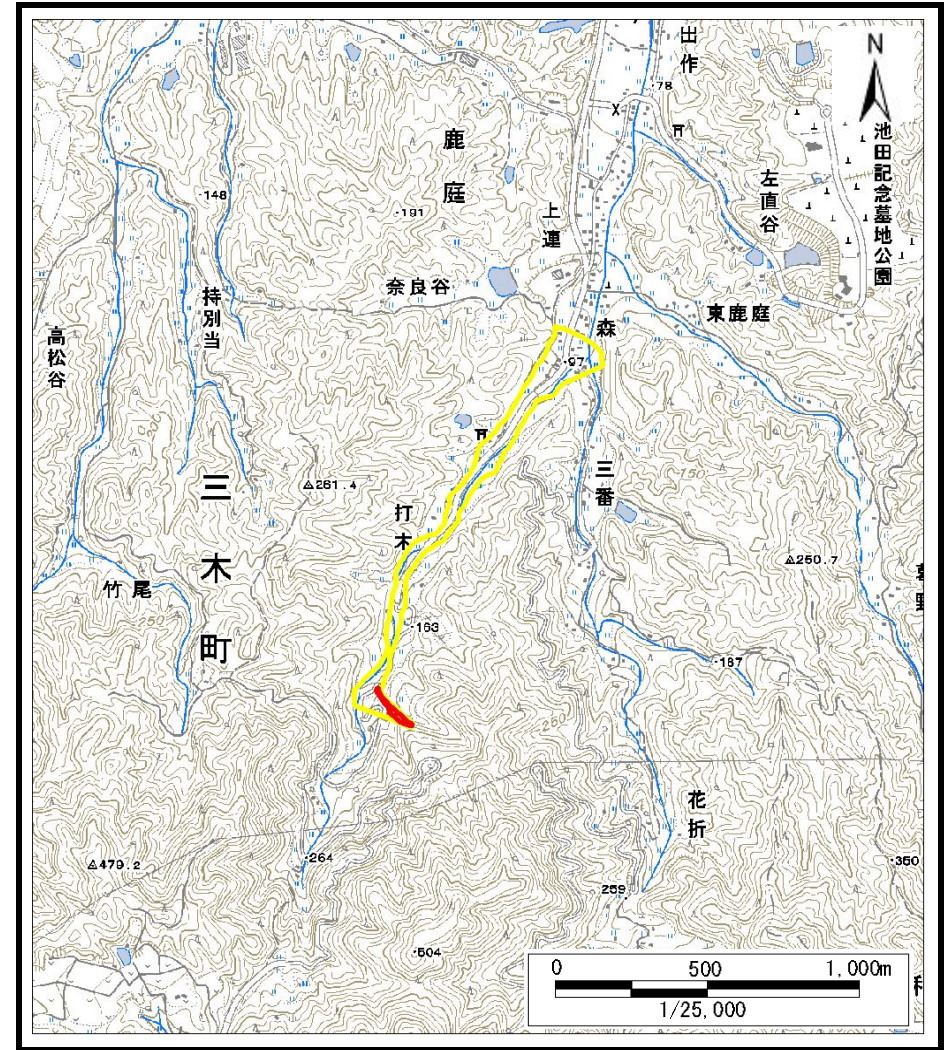 出作
N
78
鹿庭
池田記念墓地公園
左直谷
148
191
上連
奈良谷
持別当
東鹿庭
森
高松谷
97
三番
150
200
261.4
三木町
打木
250.7
竹尾
250
163
167
250
花折
479.2
264
350
259
504
0 500 1,000m
1/25,000